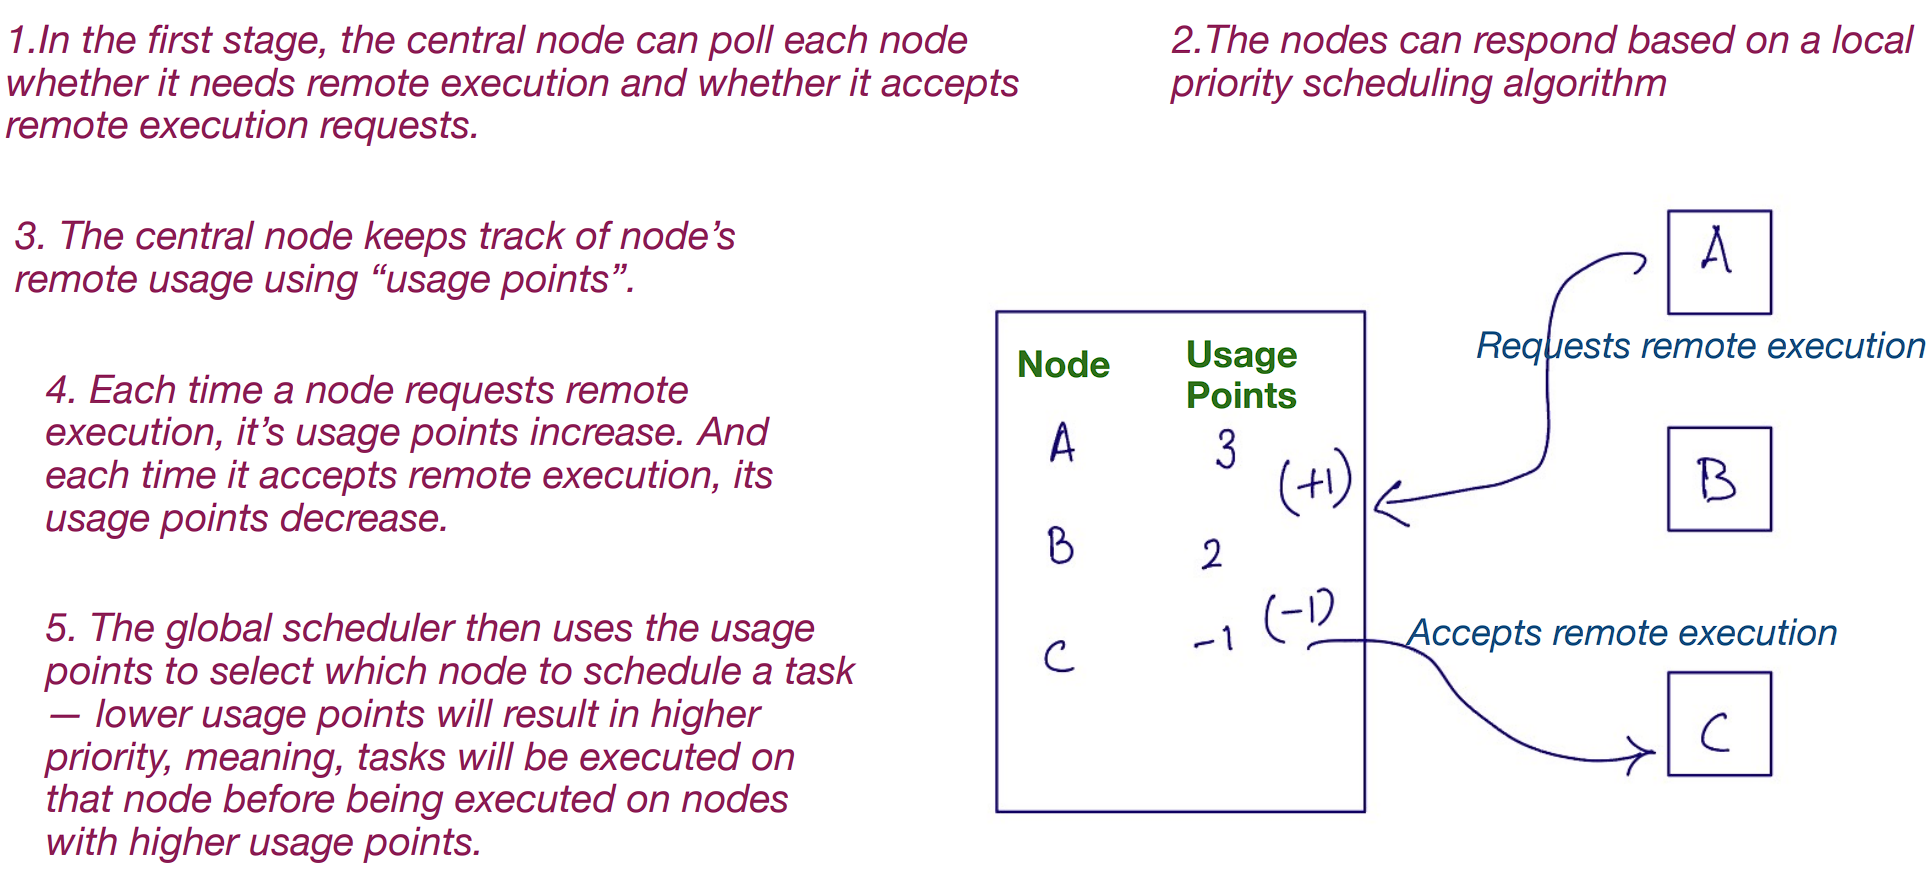 1.In the first stage, the central node can poll each node
whether it needs remote execution and whether it accepts
remote execution requests.
2.The nodes can respond based on a local
priority scheduling algorithm
3. The central node keeps track of node’s
remote usage using “usage points”.
4. Each time a node requests remote
execution, it’s usage points increase. And
each time it accepts remote execution, its
usage points decrease.
5. The global scheduler then uses the usage
points to select which node to schedule a task
— lower usage points will result in higher
priority, meaning, tasks will be executed on
that node before being executed on nodes
with higher usage points.
Node Usage
Points
A 3 (+1)
B 2
C -1 (-1)
A
Requests remote execution
B
Accepts remote execution
C